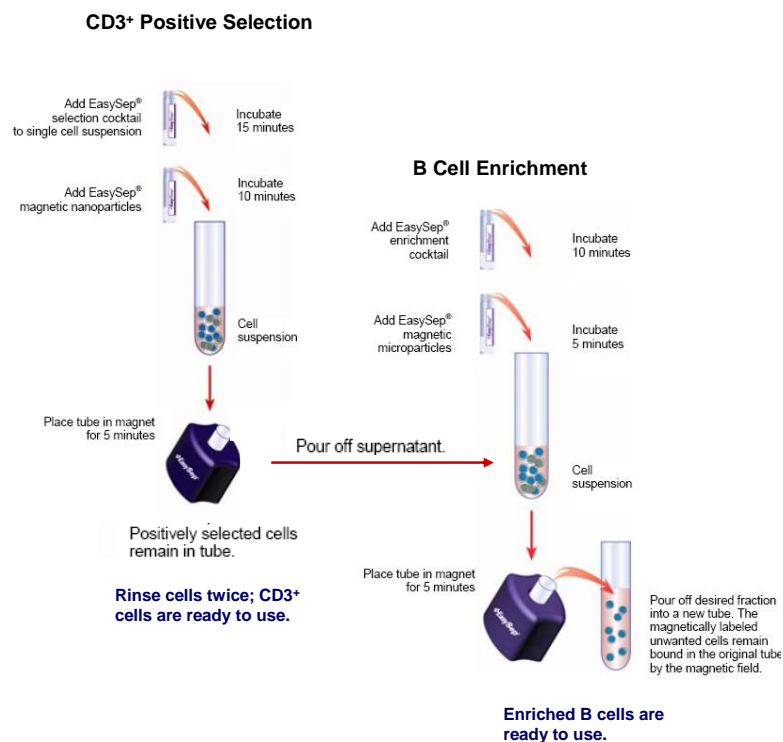 CD3⁺ Positive Selection
Add EasySep®
selection cocktail
to single cell suspension
Incubate
15 minutes
Add EasySep®
magnetic nanoparticles
Incubate
10 minutes
Cell
suspension
Place tube in magnet
for 5 minutes
EasySep®
Pour off supernatant.
Positively selected cells
remain in tube.
Rinse cells twice; CD3⁺
cells are ready to use.
B Cell Enrichment
Add EasySep®
enrichment
cocktail
Incubate
10 minutes
Add EasySep®
magnetic
microparticles
Incubate
5 minutes
Cell
suspension
Place tube in magnet
for 5 minutes
EasySep®
Pour off desired fraction
into a new tube. The
magnetically labeled
unwanted cells remain
bound in the original tube
by the magnetic field.
Enriched B cells are
ready to use.